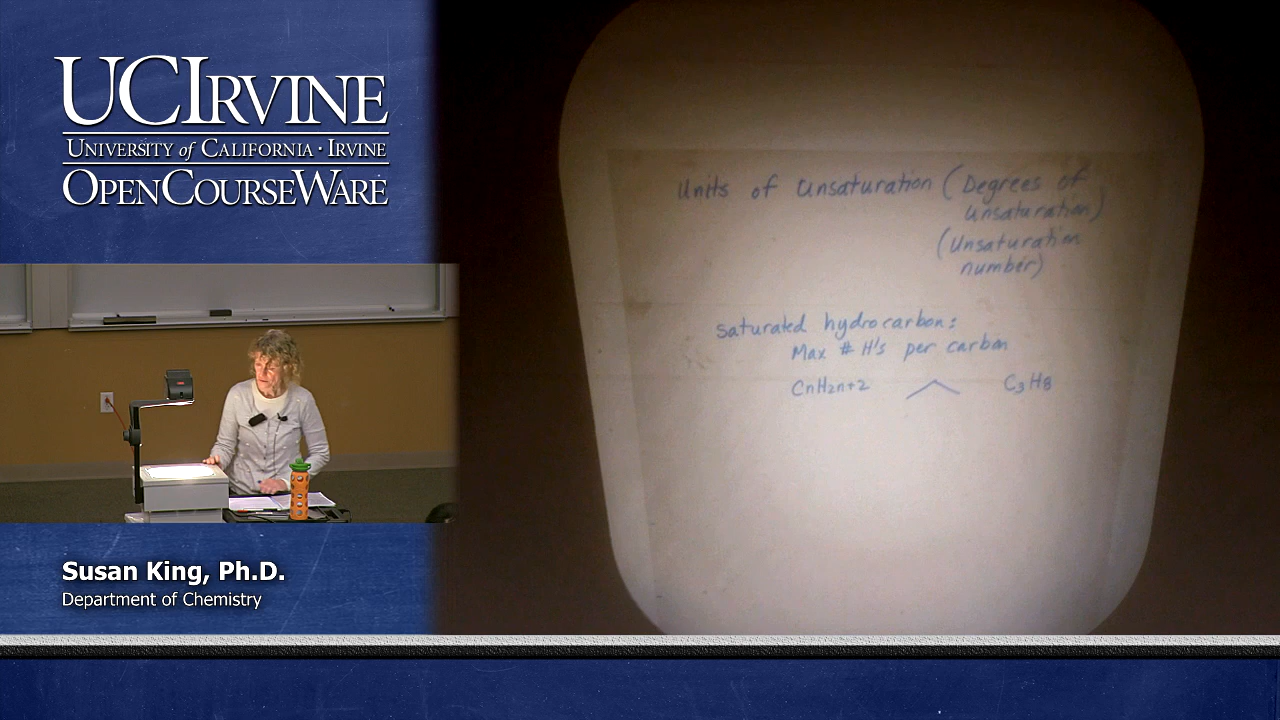 UCIRVINE
UNIVERSITY of CALIFORNIA · IRVINE
OPENCOURSEWARE
Susan King, Ph.D.
Department of Chemistry
Units of Unsaturation (Degrees of
Unsaturation)
(Unsaturation
number)
Saturated hydrocarbon:
Max # H's per carbon
CnH2n+2 C3H8